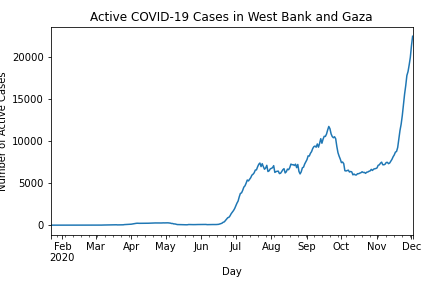 Active COVID-19 Cases in West Bank and Gaza
Number of Active Cases
20000
15000
10000
5000
0
Feb Mar Apr May Jun Jul Aug Sep Oct Nov Dec
2020
Day